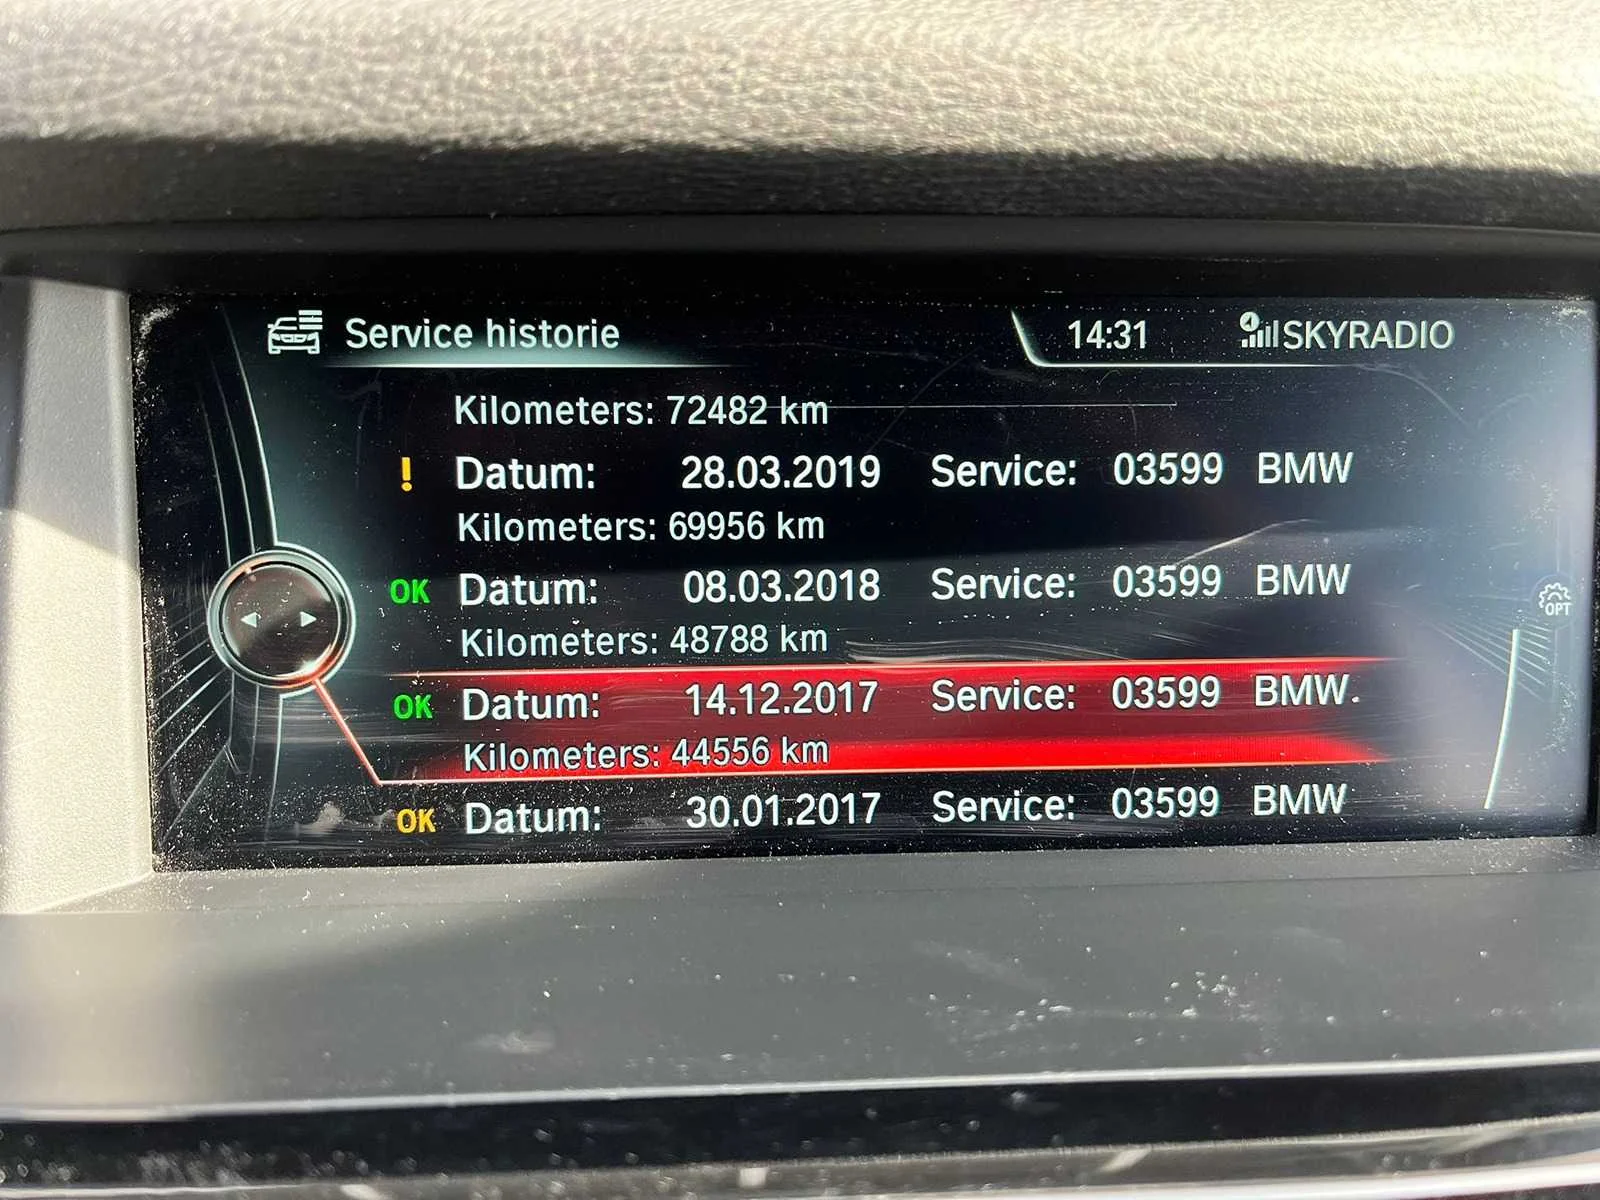 Service historie 14:31 SKYRADIO
Kilometers: 72482 km
! Datum: 28.03.2019 Service: 03599 BMW
Kilometers: 69956 km
OK Datum: 08.03.2018 Service: 03599 BMW
Kilometers: 48788 km
OK Datum: 14.12.2017 Service: 03599 BMW.
Kilometers: 44556 km
OK Datum: 30.01.2017 Service: 03599 BMW
OPT